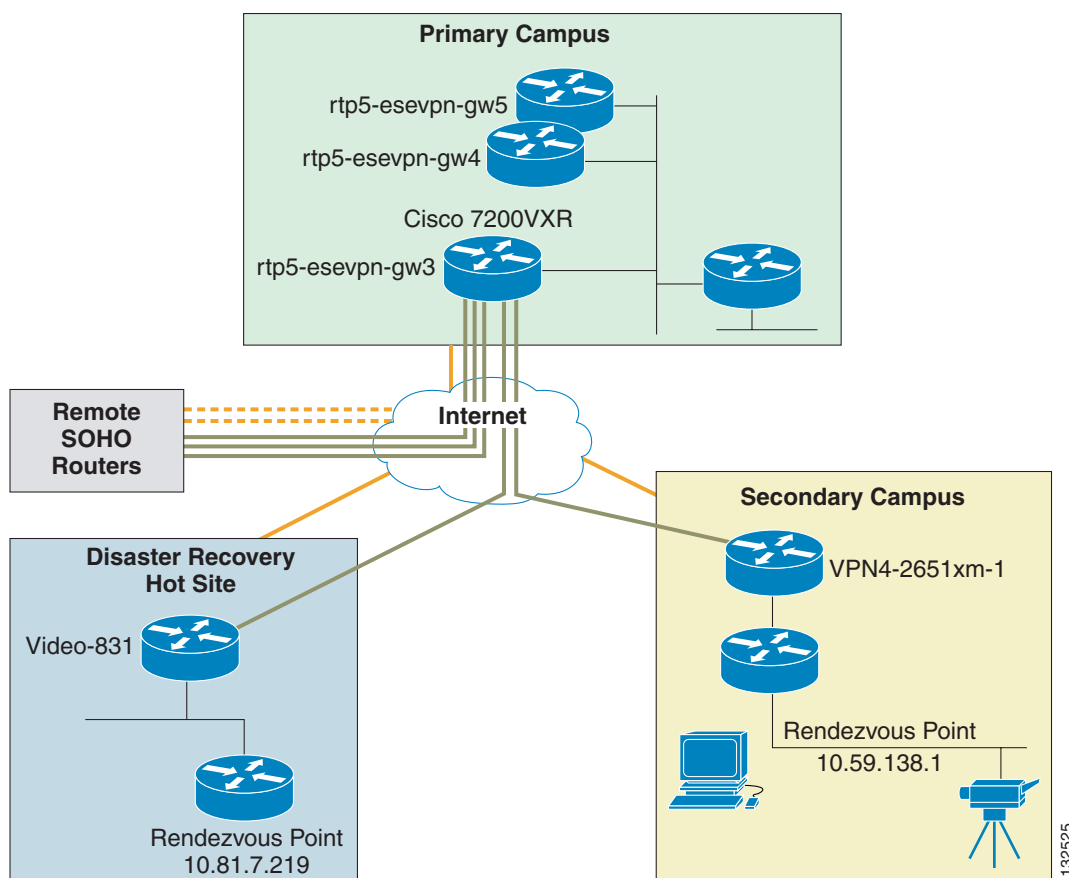 Primary Campus
rtp5-esevpn-gw5
rtp5-esevpn-gw4
Cisco 7200VXR
rtp5-esevpn-gw3
Internet
Remote
SOHO
Routers
Secondary Campus
VPN4-2651xm-1
Disaster Recovery
Hot Site
Video-831
Rendezvous Point
10.59.138.1
Rendezvous Point
10.81.7.219
132525